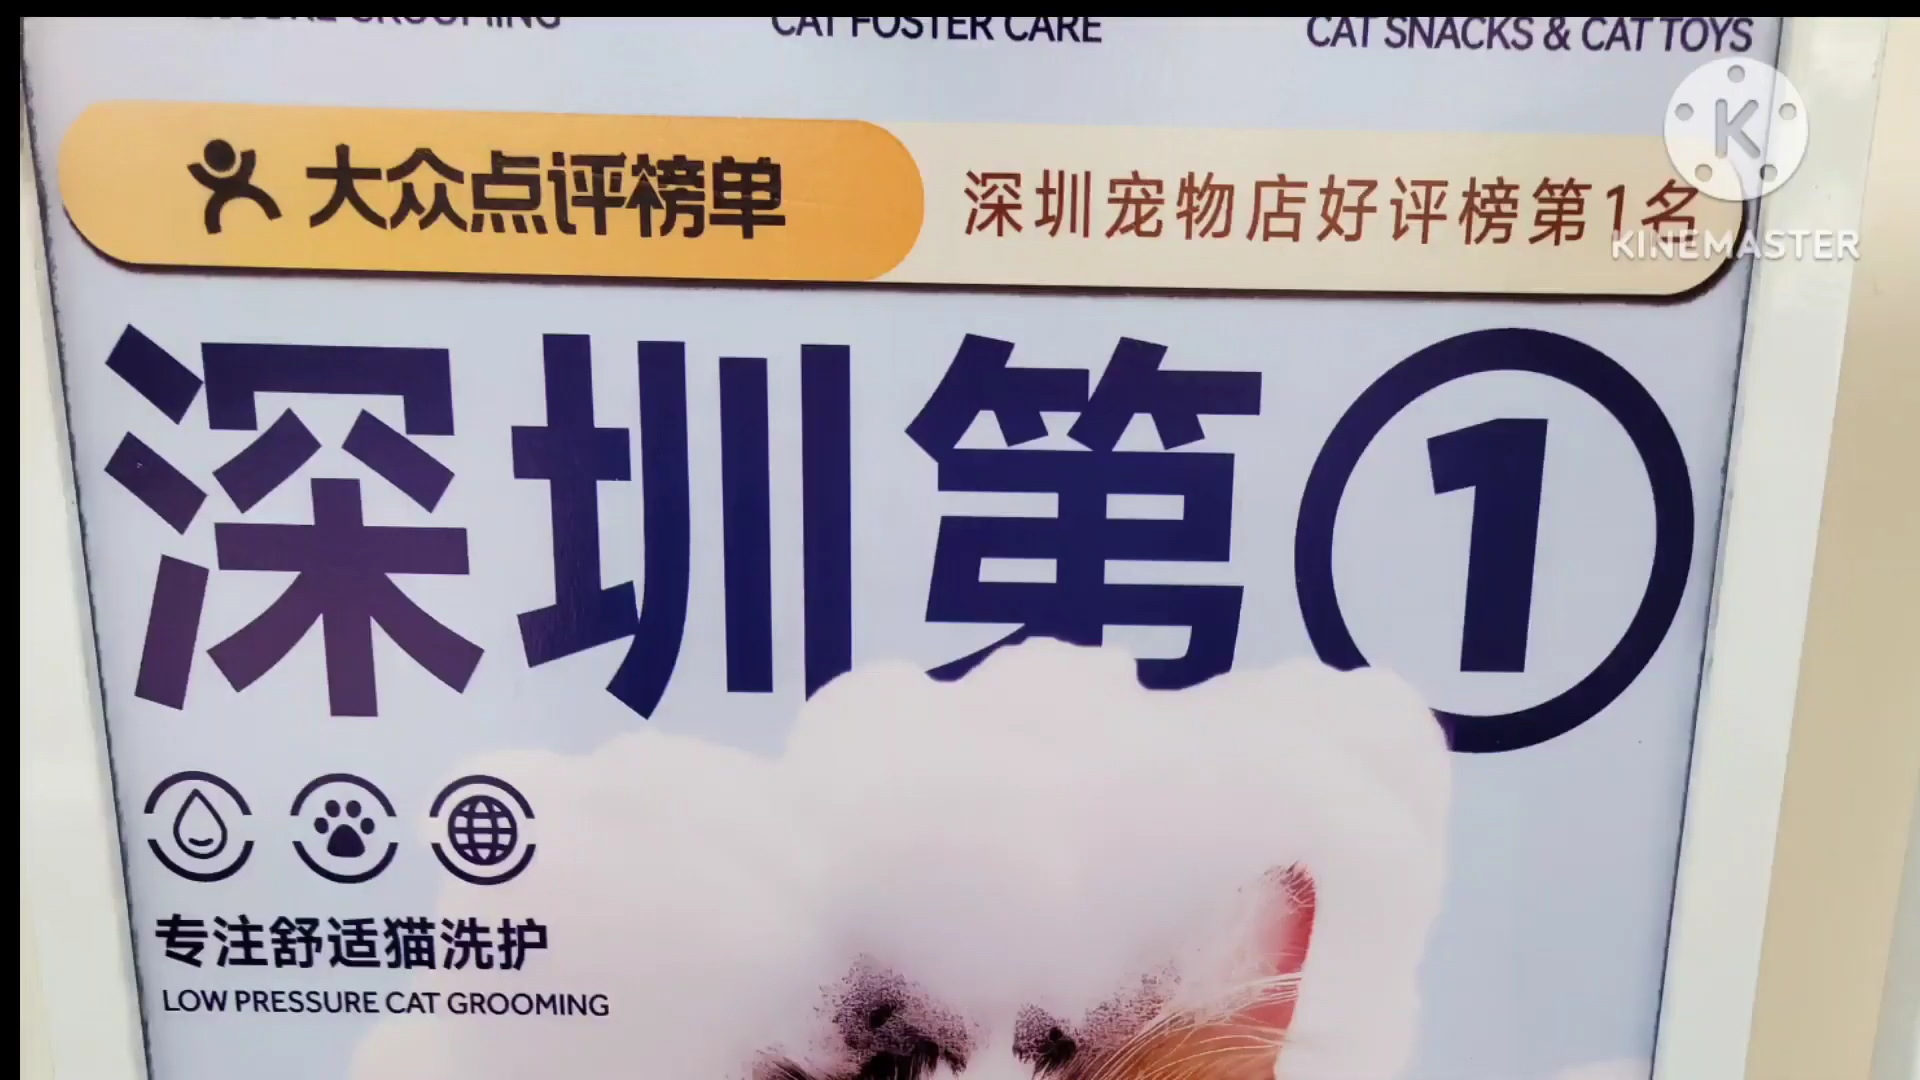 GROOMING
CAT FOSTER CARE
CAT SNACKS & CAT TOYS
大众点评榜单
深圳宠物店好评榜第1名
K
KINEMASTER
深圳第①
专注舒适猫洗护
LOW PRESSURE CAT GROOMING